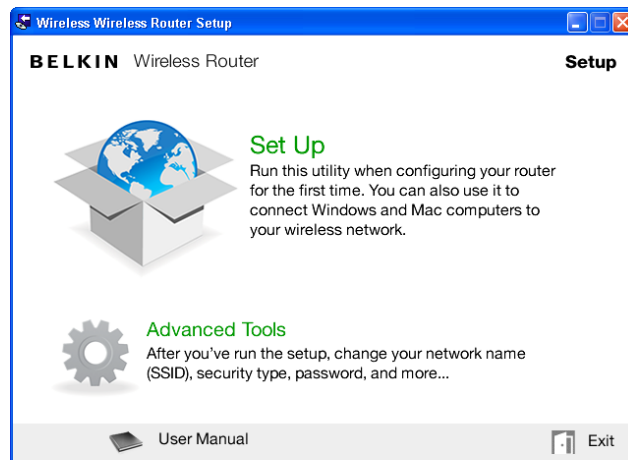 Wireless Wireless Router Setup
BELKIN Wireless Router
Setup
Set Up
Run this utility when configuring your router
for the first time. You can also use it to
connect Windows and Mac computers to
your wireless network.
Advanced Tools
After you've run the setup, change your network name
(SSID), security type, password, and more...
User Manual
Exit